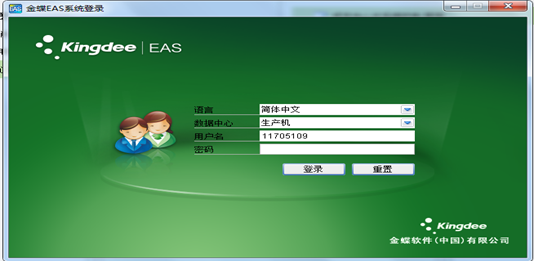 金蝶EAS系统登录
Kingdee | EAS
语言 简体中文
数据中心 生产机
用户名 11705109
密码
登录 重置
Kingdee
金蝶软件(中国)有限公司